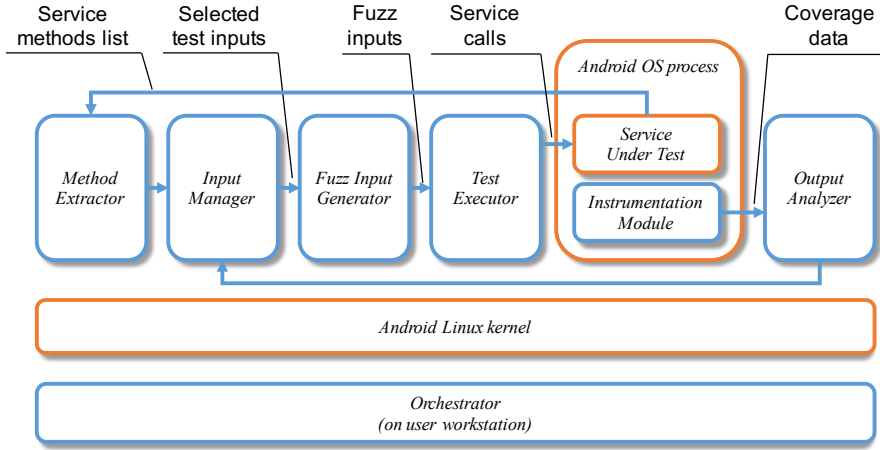 Service
methods list
Selected
test inputs
Fuzz
inputs
Service
calls
Coverage
data
Android OS process
Method
Extractor
Input
Manager
Fuzz Input
Generator
Test
Executor
Service
Under Test
Instrumentation
Module
Output
Analyzer
Android Linux kernel
Orchestrator
(on user workstation)